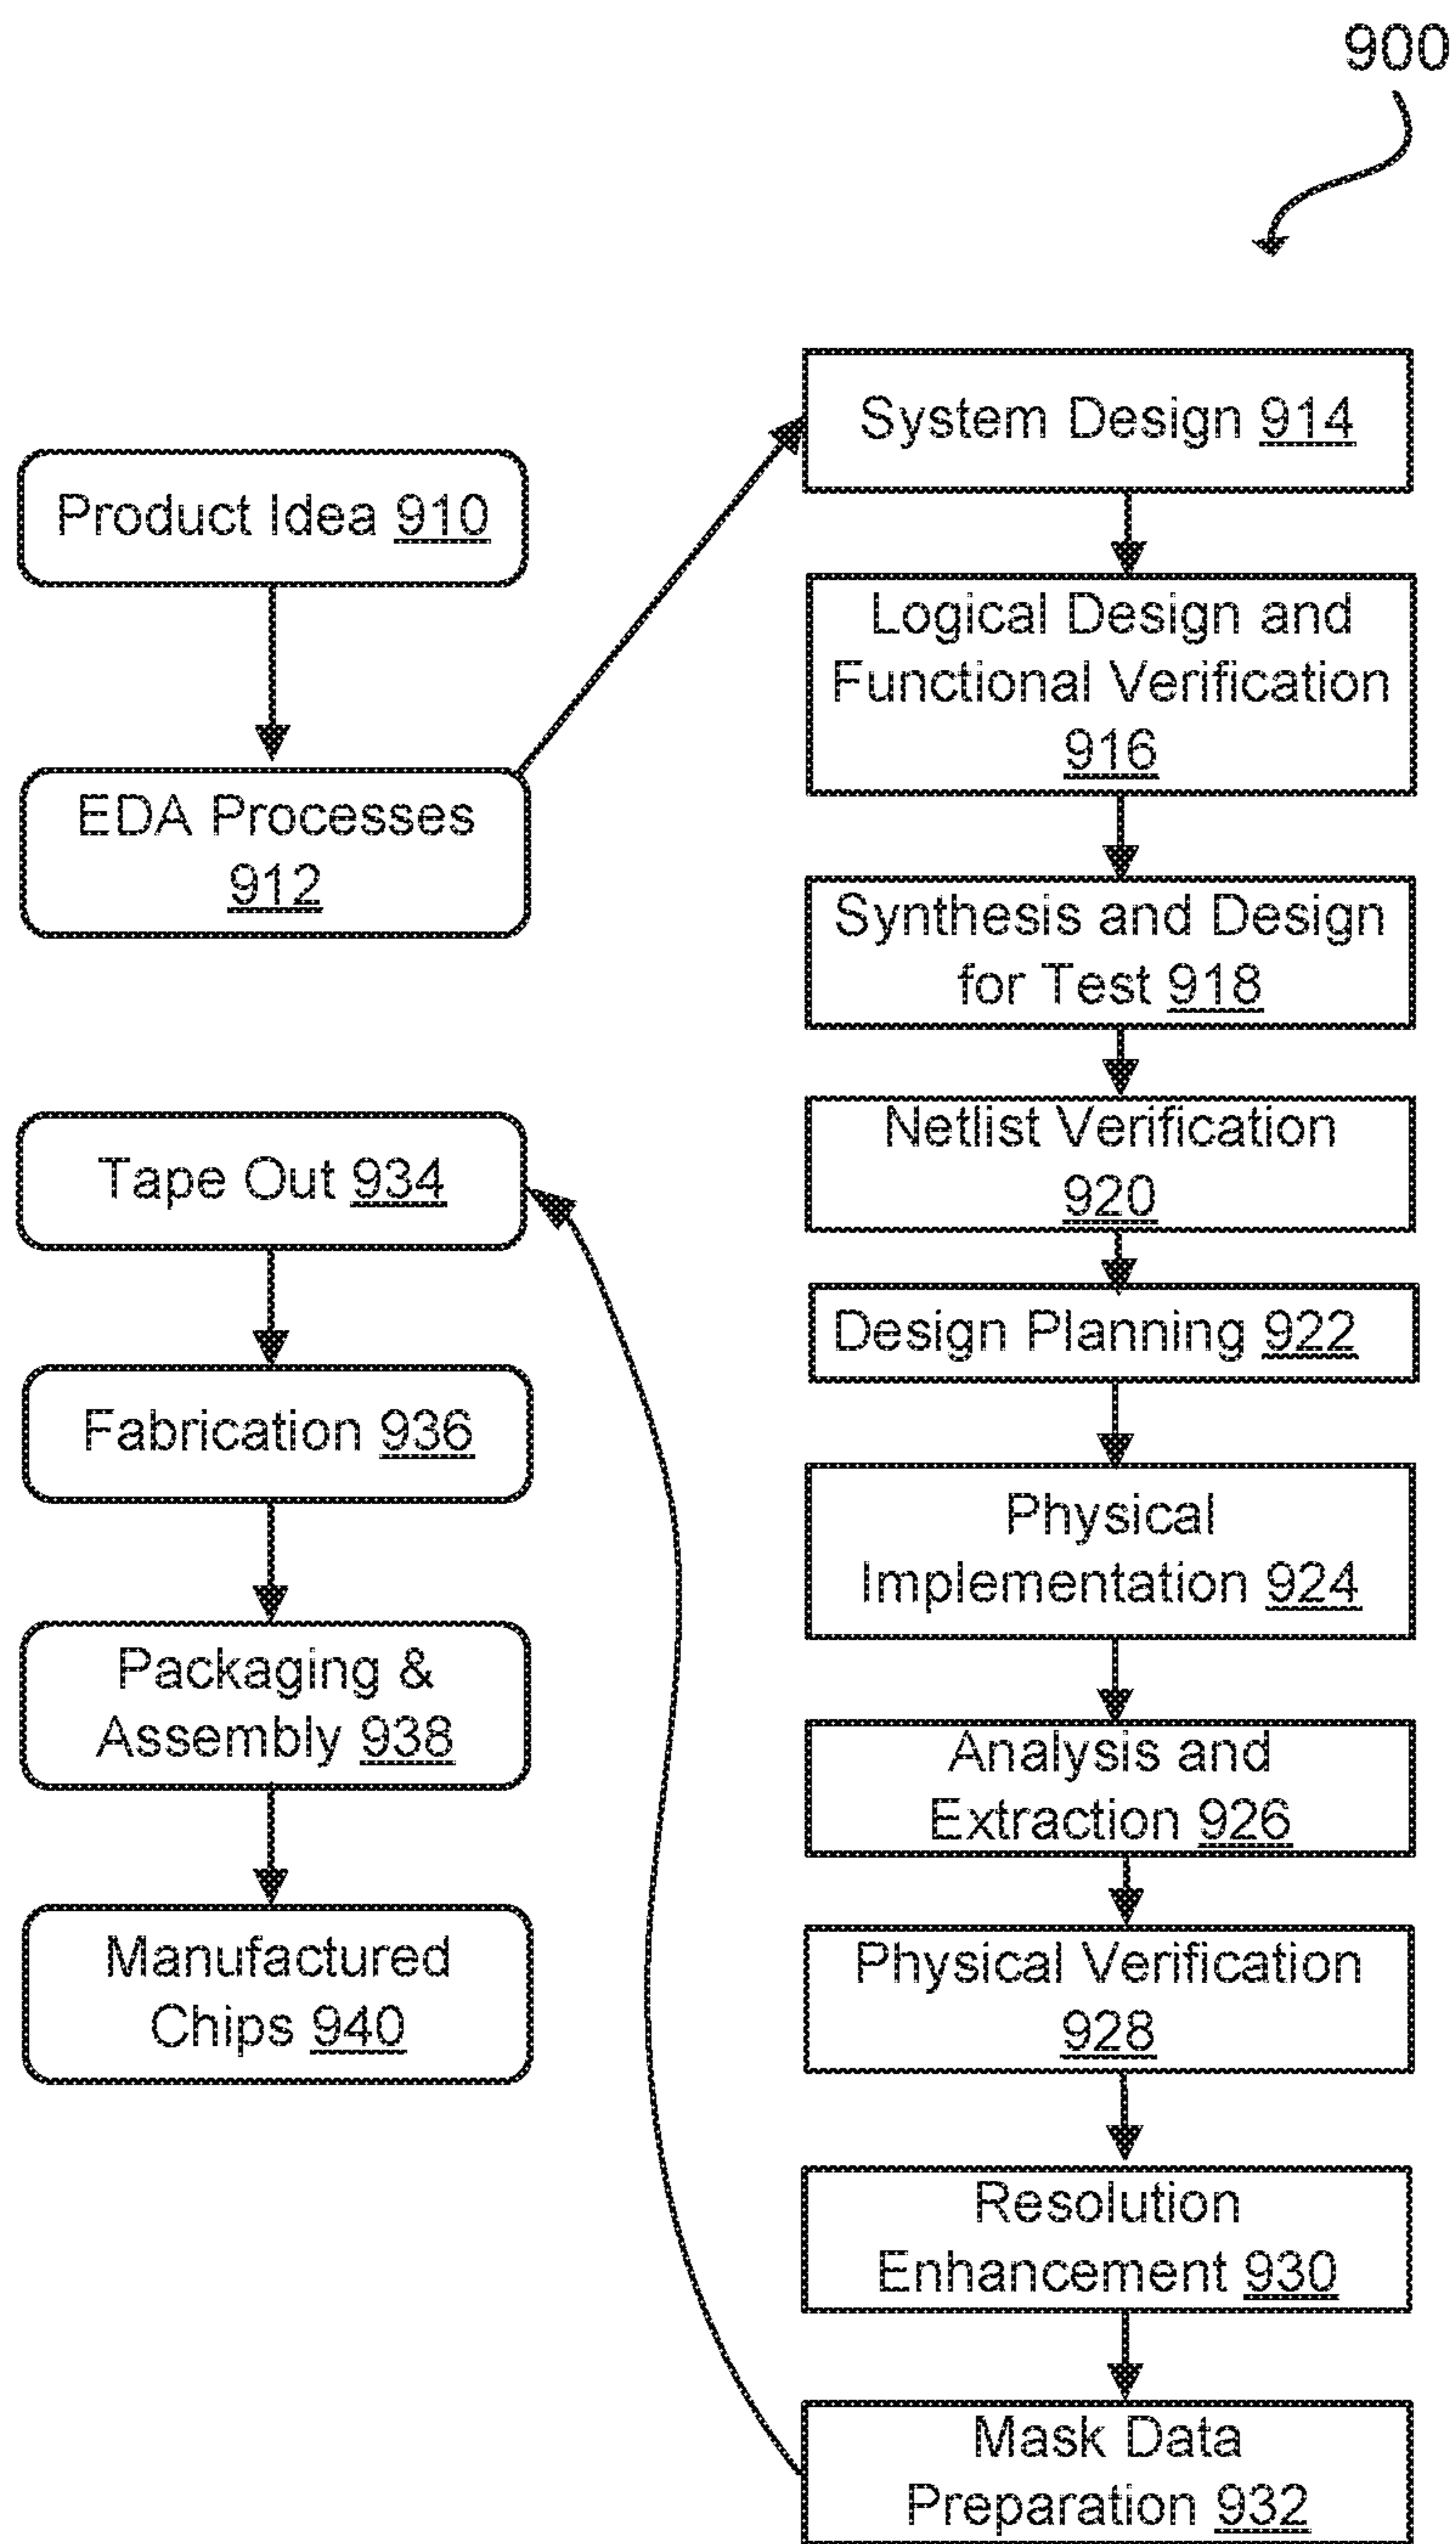 900
Product Idea 910
EDA Processes
912
System Design 914
Logical Design and
Functional Verification
916
Synthesis and Design
for Test 918
Netlist Verification
920
Design Planning 922
Physical
Implementation 924
Analysis and
Extraction 926
Physical Verification
928
Resolution
Enhancement 930
Mask Data
Preparation 932
Tape Out 934
Fabrication 936
Packaging &
Assembly 938
Manufactured
Chips 940